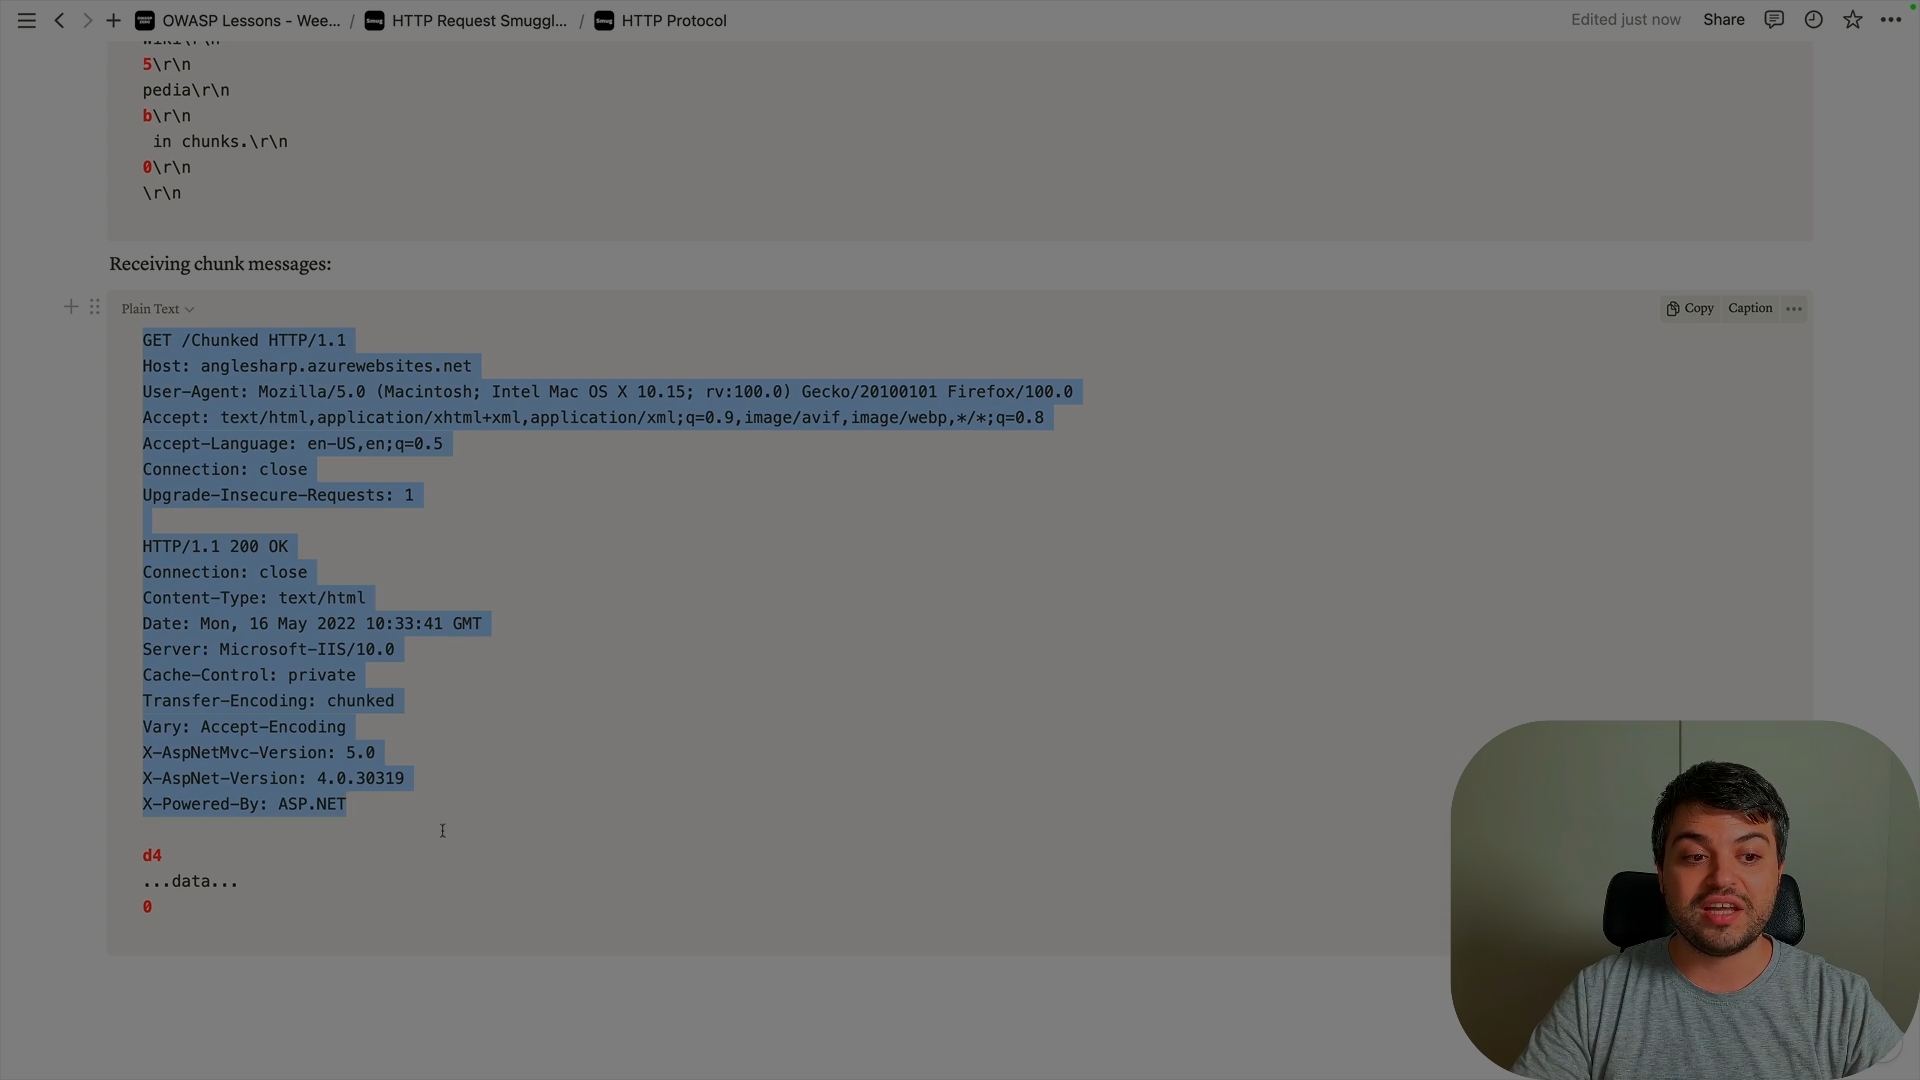 OWASP Lessons - Wee... / Smug HTTP Request Smuggl... / Smug HTTP Protocol
Edited just now Share
wiki\r\n
5\r\n
pedia\r\n
b\r\n
in chunks.\r\n
0\r\n
\r\n
Receiving chunk messages:
Plain Text
Copy Caption
GET /Chunked HTTP/1.1
Host: anglesharp.azurewebsites.net
User-Agent: Mozilla/5.0 (Macintosh; Intel Mac OS X 10.15; rv:100.0) Gecko/20100101 Firefox/100.0
Accept: text/html,application/xhtml+xml,application/xml;q=0.9,image/avif,image/webp,*/*;q=0.8
Accept-Language: en-US,en;q=0.5
Connection: close
Upgrade-Insecure-Requests: 1
HTTP/1.1 200 OK
Connection: close
Content-Type: text/html
Date: Mon, 16 May 2022 10:33:41 GMT
Server: Microsoft-IIS/10.0
Cache-Control: private
Transfer-Encoding: chunked
Vary: Accept-Encoding
X-AspNetMvc-Version: 5.0
X-AspNet-Version: 4.0.30319
X-Powered-By: ASP.NET
d4
...data...
0